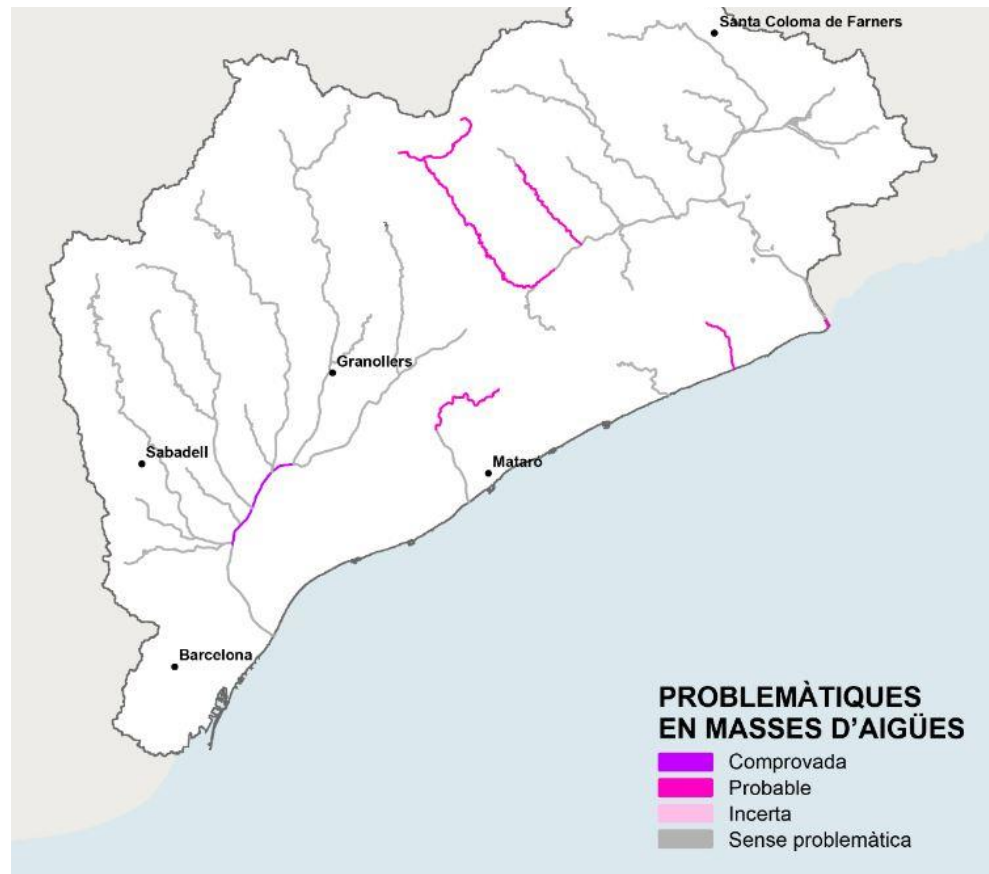 Santa Coloma de Farners
Granollers
Sabadell
Mataró
Barcelona
PROBLEMÀTIQUES
EN MASSES D'AIGÜES
Comprovada
Probable
Incerta
Sense problemàtica